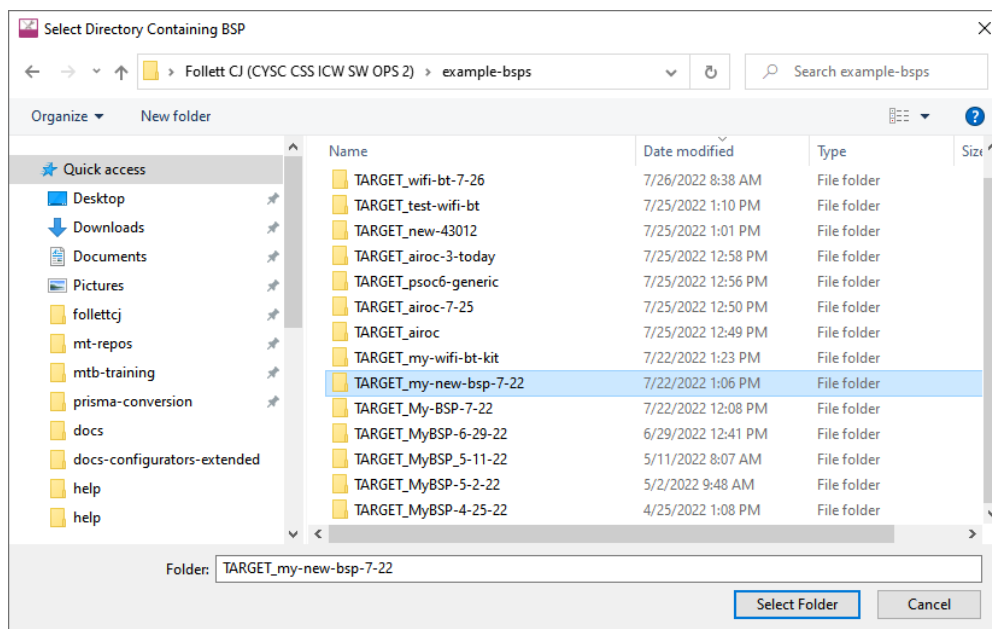 Select Directory Containing BSP
Follett CJ (CYSC CSS ICW SW OPS 2) > example-bsps
Search example-bsps
Organize
New folder
Name Date modified Type Size
Quick access
Desktop
Downloads
Documents
Pictures
follettcj
mt-repos
mtb-training
prisma-conversion
docs
docs-configurators-extended
help
help
TARGET_wifi-bt-7-26 7/26/2022 8:38 AM File folder
TARGET_test-wifi-bt 7/25/2022 1:10 PM File folder
TARGET_new-43012 7/25/2022 1:01 PM File folder
TARGET_airoc-3-today 7/25/2022 12:58 PM File folder
TARGET_psoc6-generic 7/25/2022 12:56 PM File folder
TARGET_airoc-7-25 7/25/2022 12:50 PM File folder
TARGET_airoc 7/25/2022 12:49 PM File folder
TARGET_my-wifi-bt-kit 7/22/2022 1:23 PM File folder
TARGET_my-new-bsp-7-22 7/22/2022 1:06 PM File folder
TARGET_My-BSP-7-22 7/22/2022 12:08 PM File folder
TARGET_MyBSP-6-29-22 6/29/2022 12:41 PM File folder
TARGET_MyBSP_5-11-22 5/11/2022 8:07 AM File folder
TARGET_MyBSP-5-2-22 5/2/2022 9:48 AM File folder
TARGET_MyBSP-4-25-22 4/25/2022 1:08 PM File folder
Folder: TARGET_my-new-bsp-7-22
Select Folder
Cancel